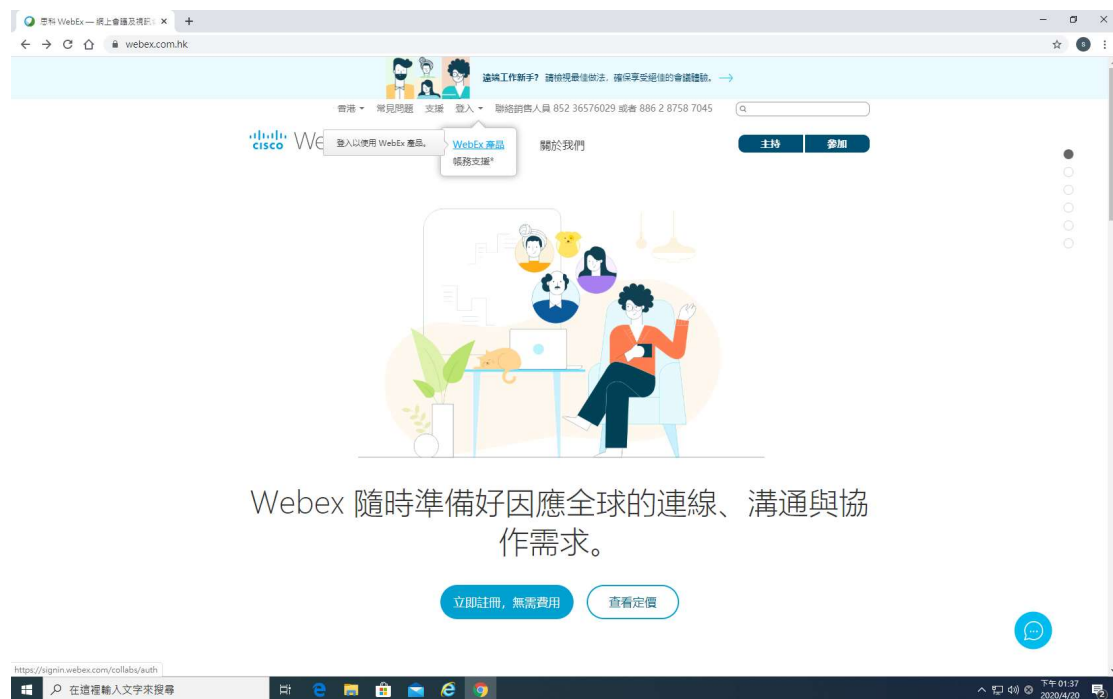 思科 WebEx — 網上會議及視訊
webex.com.hk
S
遠端工作新手? 請檢視最佳做法，確保享受絕佳的會議體驗。
香港 常見問題 支援 登入 聯絡銷售人員 852 36576029 或者 886 2 8758 7045
cisco We
登入以使用 WebEx 產品。
WebEx 產品
帳務支援*
關於我們
主持 參加
Webex 隨時準備好因應全球的連線、溝通與協
作需求。
立即註冊，無需費用 查看定價
https://signin.webex.com/collabs/auth
在這裡輸入文字來搜尋
下午 01:37
2020/4/20